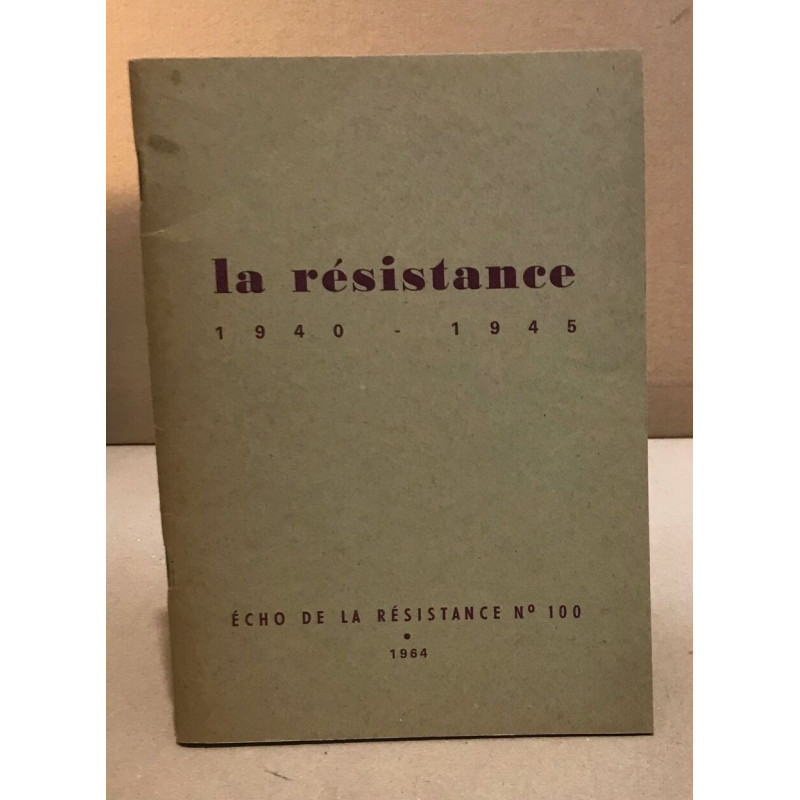 la résistance
1940 - 1945
ÉCHO DE LA RÉSISTANCE Nº 100
•
1964